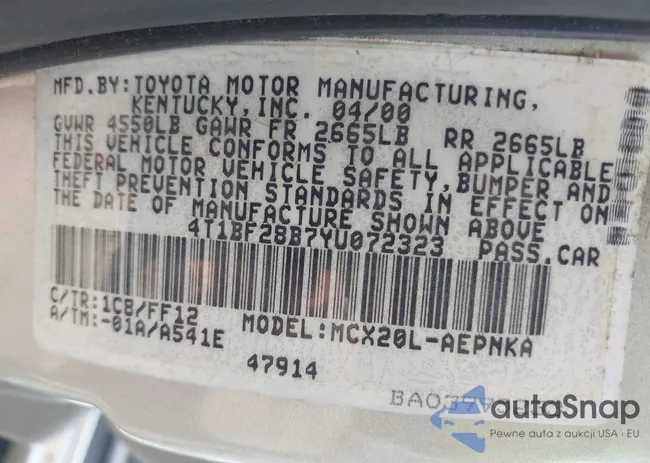 MFD.BY:TOYOTA MOTOR MANUFACTURING,
KENTUCKY,INC. 04/00
GVWR 4550LB GAWR FR 2665LB RR 2665LB
THIS VEHICLE CONFORMS TO ALL APPLICABLE
FEDERAL MOTOR VEHICLE SAFETY,BUMPER AND
THEFT PREVENTION STANDARDS IN EFFECT ON
THE DATE OF MANUFACTURE SHOWN ABOVE
4T1BF28B7YU072323 PASS.CAR
C/TR:1C8/FF12
A/TM:-01A/A541E MODEL:MCX20L-AEPNKA
47914
autoSnap
Pewne auta z aukcji USA i EU